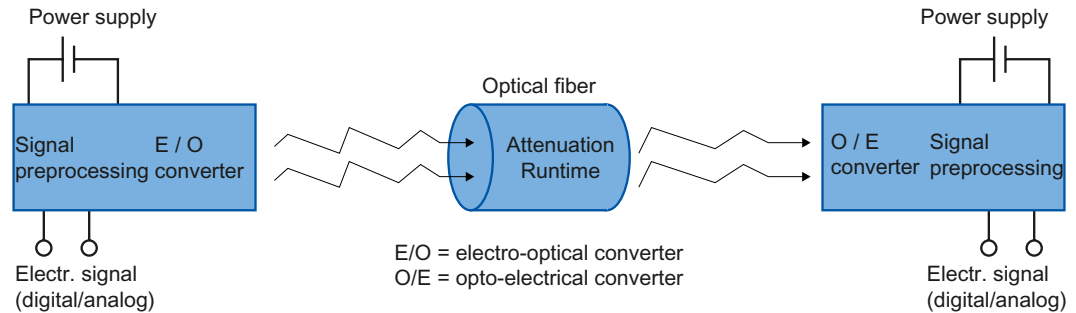 Power supply
Power supply
Optical fiber
Signal
preprocessing
E / O
converter
Attenuation
Runtime
O / E
converter
Signal
preprocessing
E/O = electro-optical converter
O/E = opto-electrical converter
Electr. signal
(digital/analog)
Electr. signal
(digital/analog)